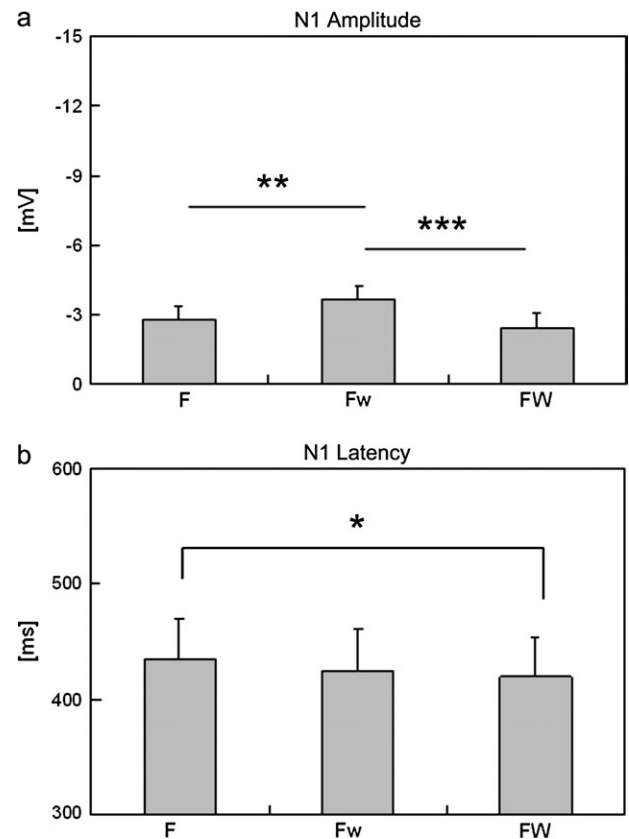 a
N1 Amplitude
-15
-12
-9
-6
-3
0
[mV]
**
***
F Fw FW
b
N1 Latency
600
500
400
300
[ms]
*
F Fw FW